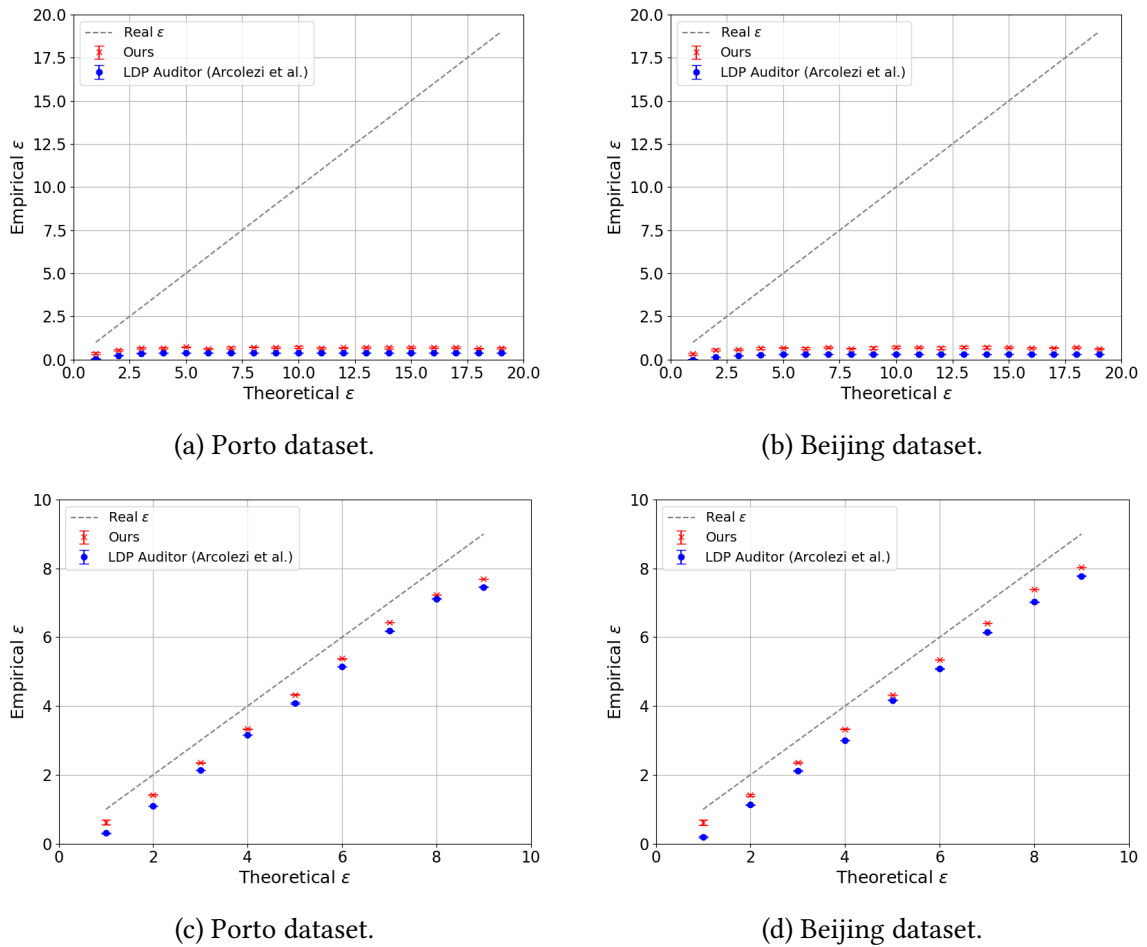 20.0
17.5
15.0
12.5
10.0
7.5
5.0
2.5
0.0
Empirical ε
Real ε
Ours
LDP Auditor (Arcolezi et al.)
0.0 2.5 5.0 7.5 10.0 12.5 15.0 17.5 20.0
Theoretical ε
(a) Porto dataset.
20.0
17.5
15.0
12.5
10.0
7.5
5.0
2.5
0.0
Empirical ε
Real ε
Ours
LDP Auditor (Arcolezi et al.)
0.0 2.5 5.0 7.5 10.0 12.5 15.0 17.5 20.0
Theoretical ε
(b) Beijing dataset.
10
8
6
4
2
0
Empirical ε
Real ε
Ours
LDP Auditor (Arcolezi et al.)
0 2 4 6 8 10
Theoretical ε
(c) Porto dataset.
10
8
6
4
2
0
Empirical ε
Real ε
Ours
LDP Auditor (Arcolezi et al.)
0 2 4 6 8 10
Theoretical ε
(d) Beijing dataset.